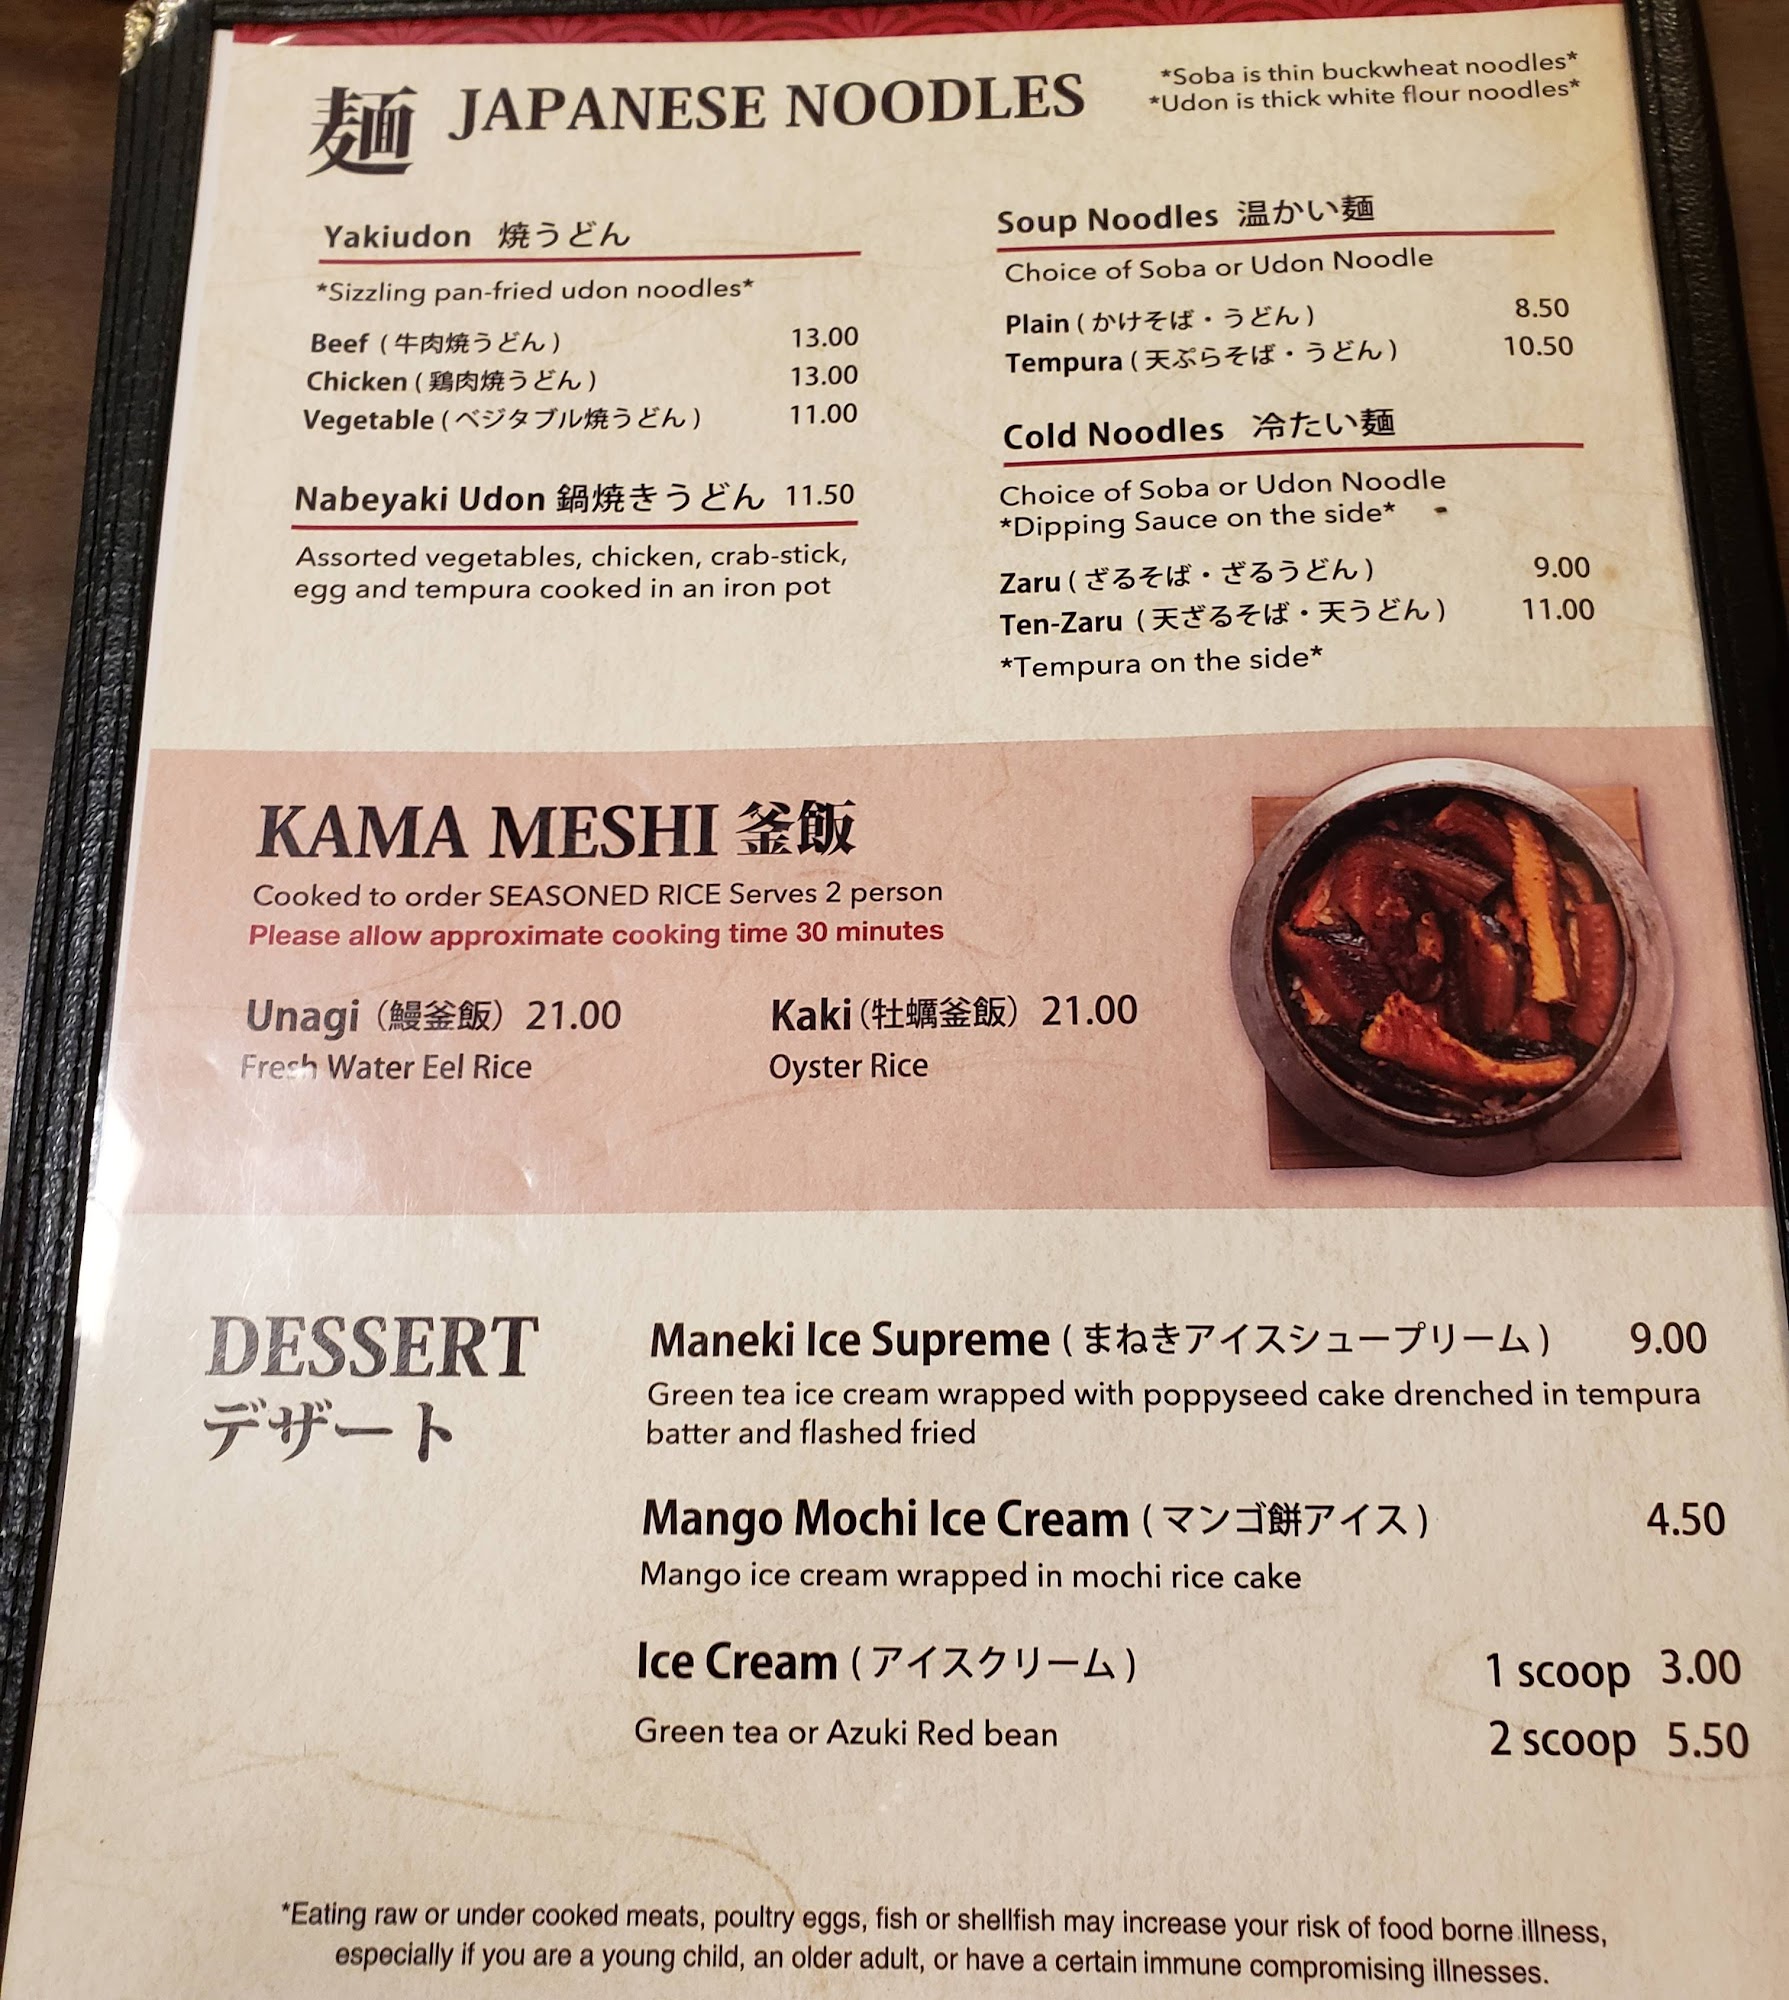 麺 JAPANESE NOODLES
*Soba is thin buckwheat noodles*
*Udon is thick white flour noodles*
Yakiudon 焼うどん
*Sizzling pan-fried udon noodles*
Beef (牛肉焼うどん) 13.00
Chicken (鶏肉焼うどん) 13.00
Vegetable (ベジタブル焼うどん) 11.00
Nabeyaki Udon 鍋焼きうどん 11.50
Assorted vegetables, chicken, crab-stick,
egg and tempura cooked in an iron pot
Soup Noodles 温かい麺
Choice of Soba or Udon Noodle
Plain (かけそば・うどん) 8.50
Tempura (天ぷらそば・うどん) 10.50
Cold Noodles 冷たい麺
Choice of Soba or Udon Noodle
*Dipping Sauce on the side*
Zaru (ざるそば・ざるうどん) 9.00
Ten-Zaru (天ざるそば・天うどん) 11.00
*Tempura on the side*
KAMA MESHI 釜飯
Cooked to order SEASONED RICE Serves 2 person
Please allow approximate cooking time 30 minutes
Unagi (鰻釜飯) 21.00
Fresh Water Eel Rice
Kaki (牡蠣釜飯) 21.00
Oyster Rice
DESSERT
デザート
Maneki Ice Supreme (まねきアイスシュープリーム) 9.00
Green tea ice cream wrapped with poppyseed cake drenched in tempura
batter and flashed fried
Mango Mochi Ice Cream (マンゴ餅アイス) 4.50
Mango ice cream wrapped in mochi rice cake
Ice Cream (アイスクリーム) 1 scoop 3.00
Green tea or Azuki Red bean 2 scoop 5.50
*Eating raw or under cooked meats, poultry eggs, fish or shellfish may increase your risk of food borne illness,
especially if you are a young child, an older adult, or have a certain immune compromising illnesses.